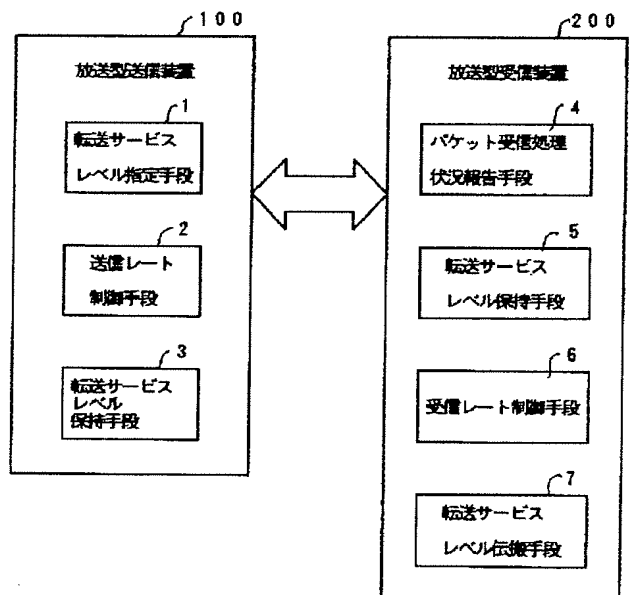 100
放送型送信装置
1
転送サービス
レベル指定手段
2
送信レート
制御手段
3
転送サービス
レベル
保持手段
200
放送型受信装置
4
パケット受信処理
状況報告手段
5
転送サービス
レベル保持手段
6
受信レート制御手段
7
転送サービス
レベル伝搬手段